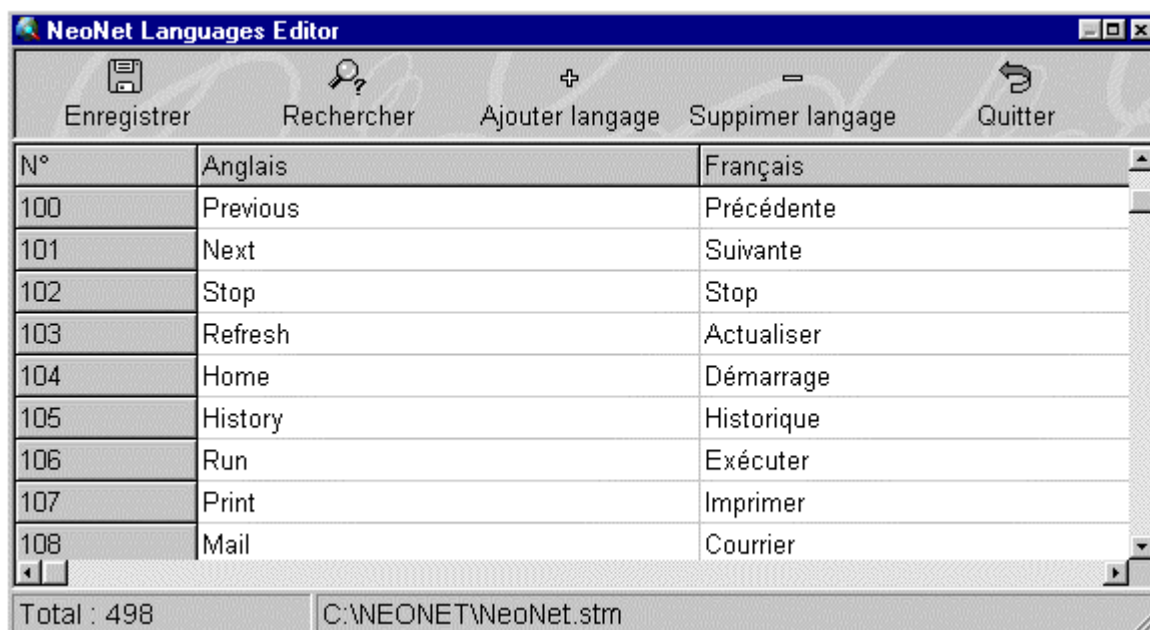 NeoNet Languages Editor
Enregistrer Rechercher Ajouter langage Suppimer langage Quitter
N° Anglais Français
100 Previous Précédente
101 Next Suivante
102 Stop Stop
103 Refresh Actualiser
104 Home Démarrage
105 History Historique
106 Run Exécuter
107 Print Imprimer
108 Mail Courrier
Total : 498 C:\NEONET\NeoNet.stm